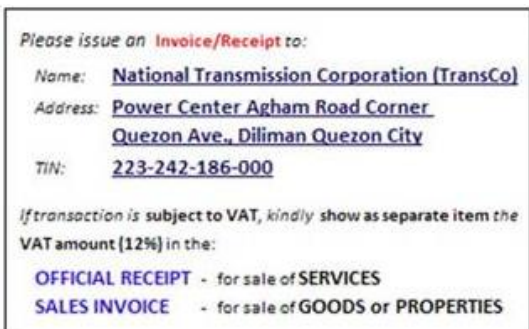 Please issue an Invoice/Receipt to:
Name: National Transmission Corporation (TransCo)
Address: Power Center Agham Road Corner
Quezon Ave., Diliman Quezon City
TIN: 223-242-186-000
If transaction is subject to VAT, kindly show as separate item the
VAT amount (12%) in the:
OFFICIAL RECEIPT - for sale of SERVICES
SALES INVOICE - for sale of GOODS or PROPERTIES